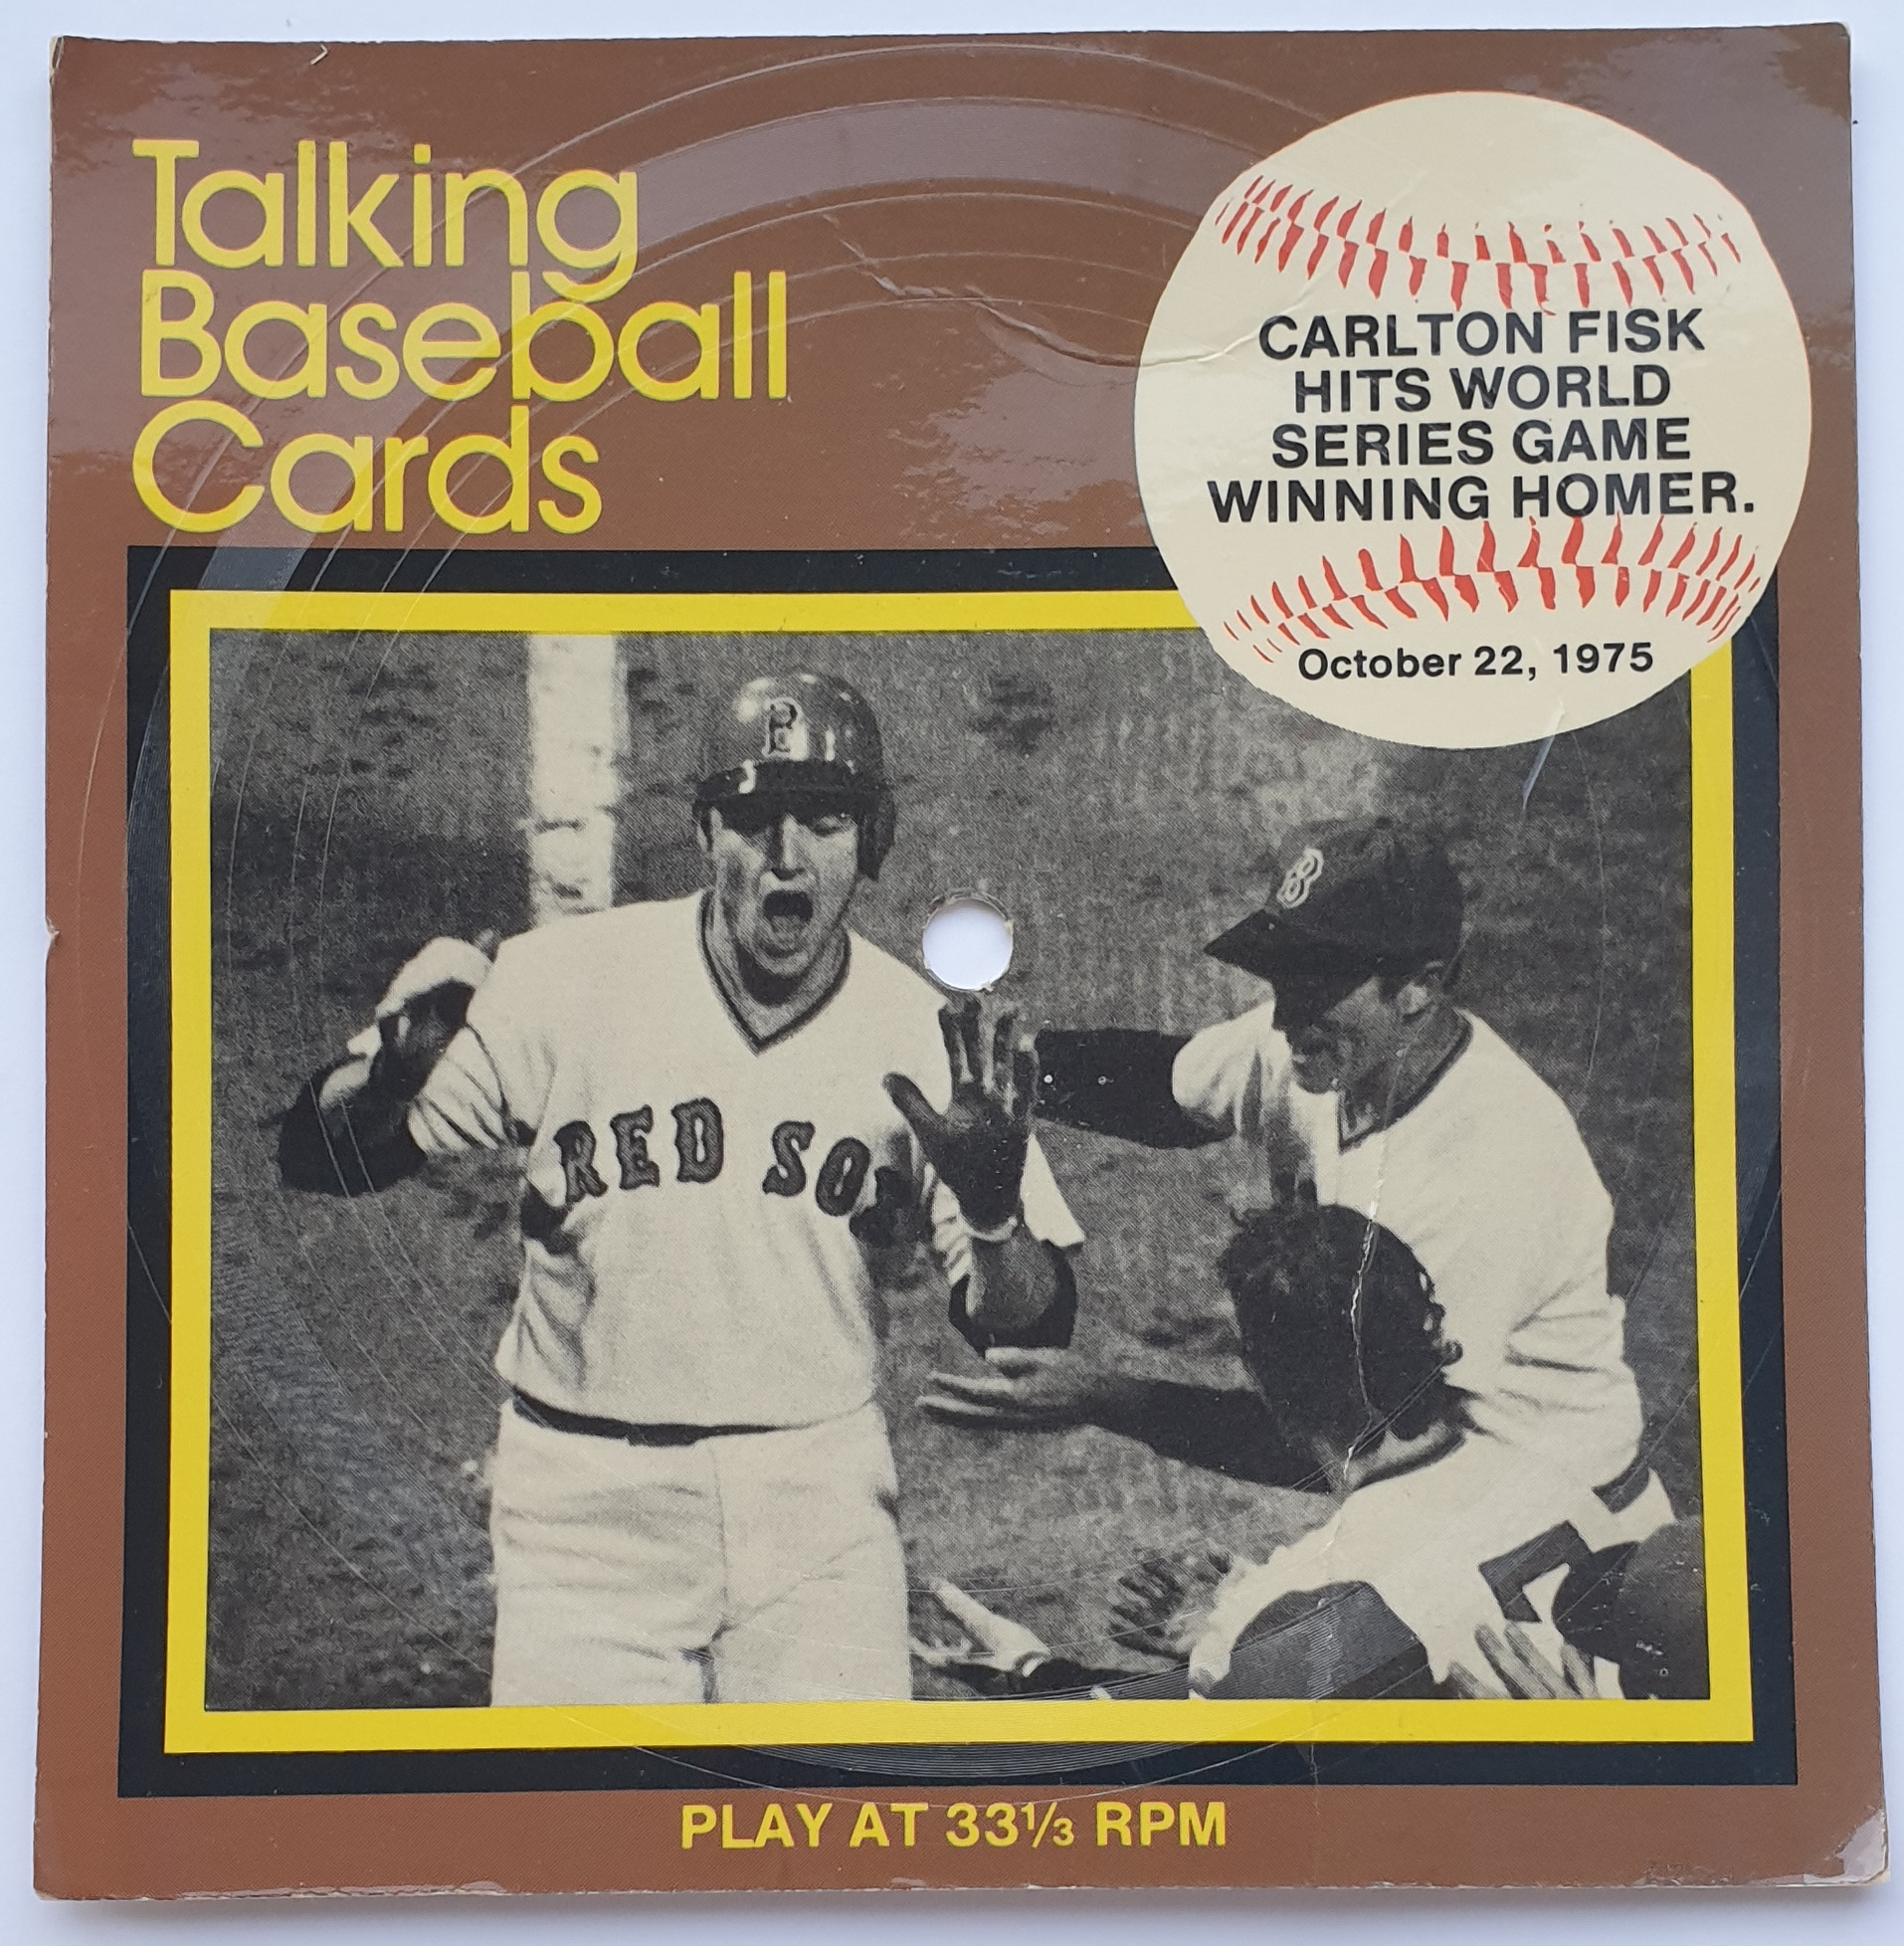 Talking
Baseball
Cards
CARLTON FISK
HITS WORLD
SERIES GAME
WINNING HOMER.
October 22, 1975
B
B
RED SO
PLAY AT 33⅓ RPM